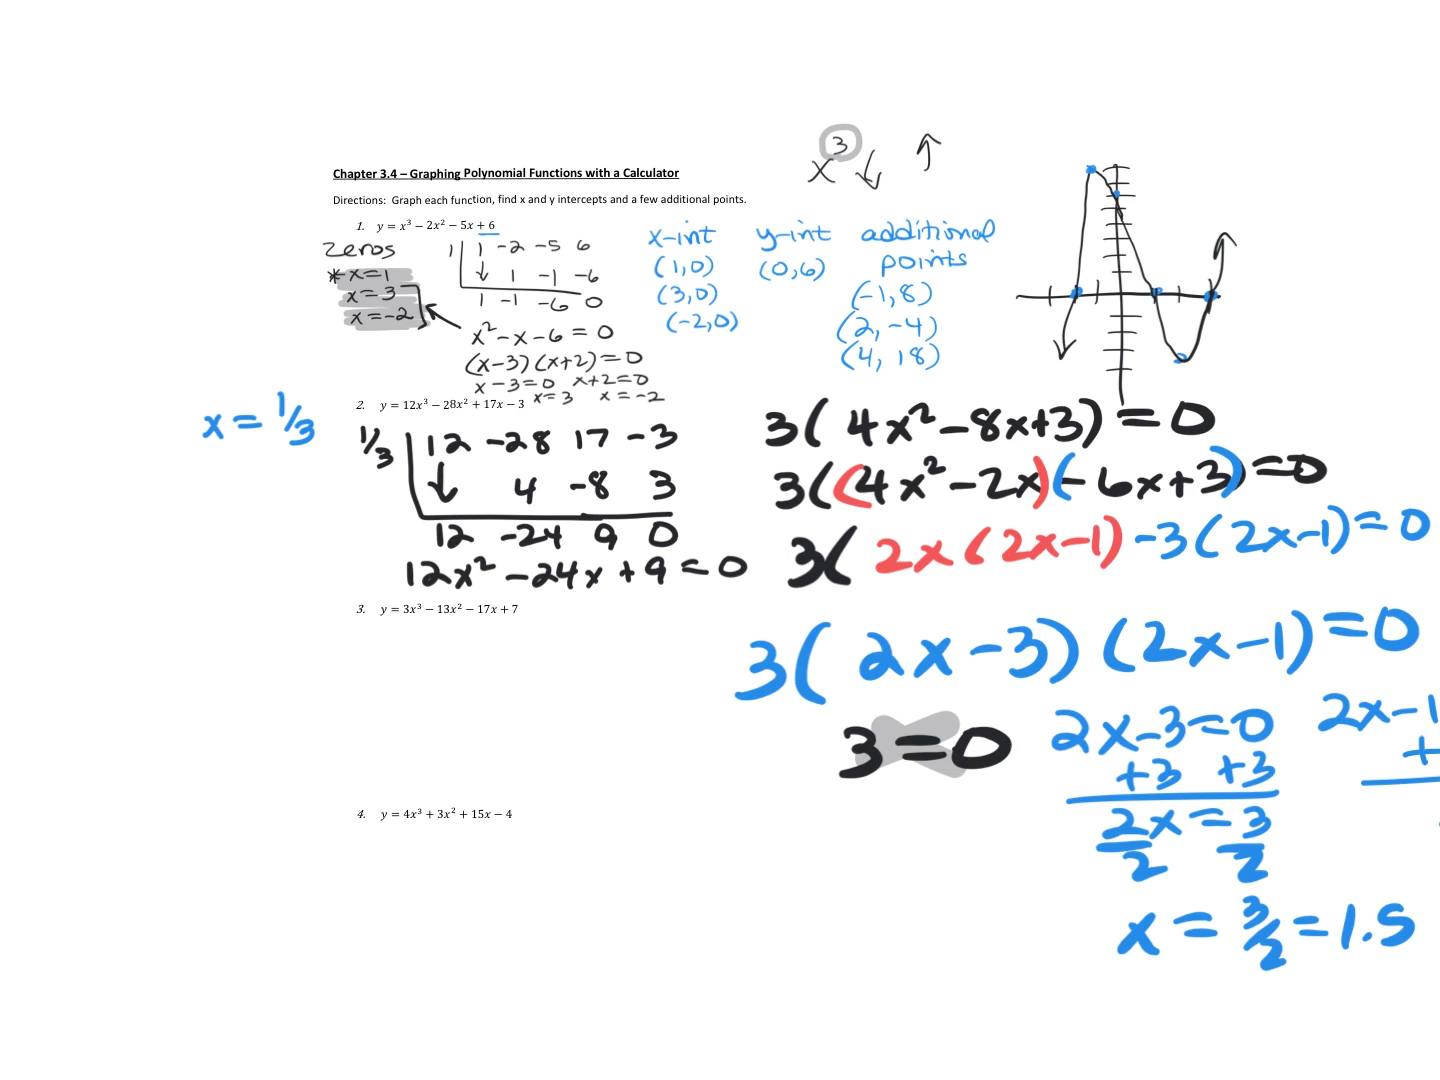 x³ ↓ ↑
Chapter 3.4 – Graphing Polynomial Functions with a Calculator
Directions: Graph each function, find x and y intercepts and a few additional points.
1. y = x³ − 2x² − 5x + 6
zeros
* x=1
x=3
x=-2
1 | 1 -2 -5 6
↓ 1 -1 -6
1 -1 -6 0
x² - x - 6 = 0
(x-3)(x+2)=0
x-3=0 x+2=0
x=3 x=-2
x-int
(1,0)
(3,0)
(-2,0)
y-int
(0,6)
additional
points
(-1,8)
(2,-4)
(4, 18)
2. y = 12x³ − 28x² + 17x − 3
x = 1/3
1/3 | 12 -28 17 -3
↓ 4 -8 3
12 -24 9 0
12x² - 24x + 9 = 0
3(4x² - 8x+3) = 0
3((4x² - 2x)(-6x+3) = 0
3( 2x(2x-1) -3(2x-1) = 0
3( 2x-3)(2x-1) = 0
3=0
2x-3=0
+3 +3
2x = 3
2 2
x = 3/2 = 1.5
2x-1
+
3. y = 3x³ − 13x² − 17x + 7
4. y = 4x³ + 3x² + 15x − 4